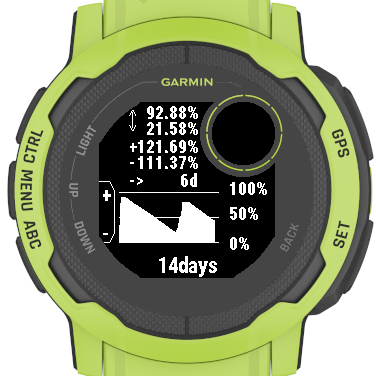 GARMIN
CTRL
LIGHT
GPS
MENU
UP
ABC
DOWN
BACK
SET
↕ 92.88%
21.58%
+121.69%
-111.37%
-> 6d
+
-
100%
50%
0%
14days